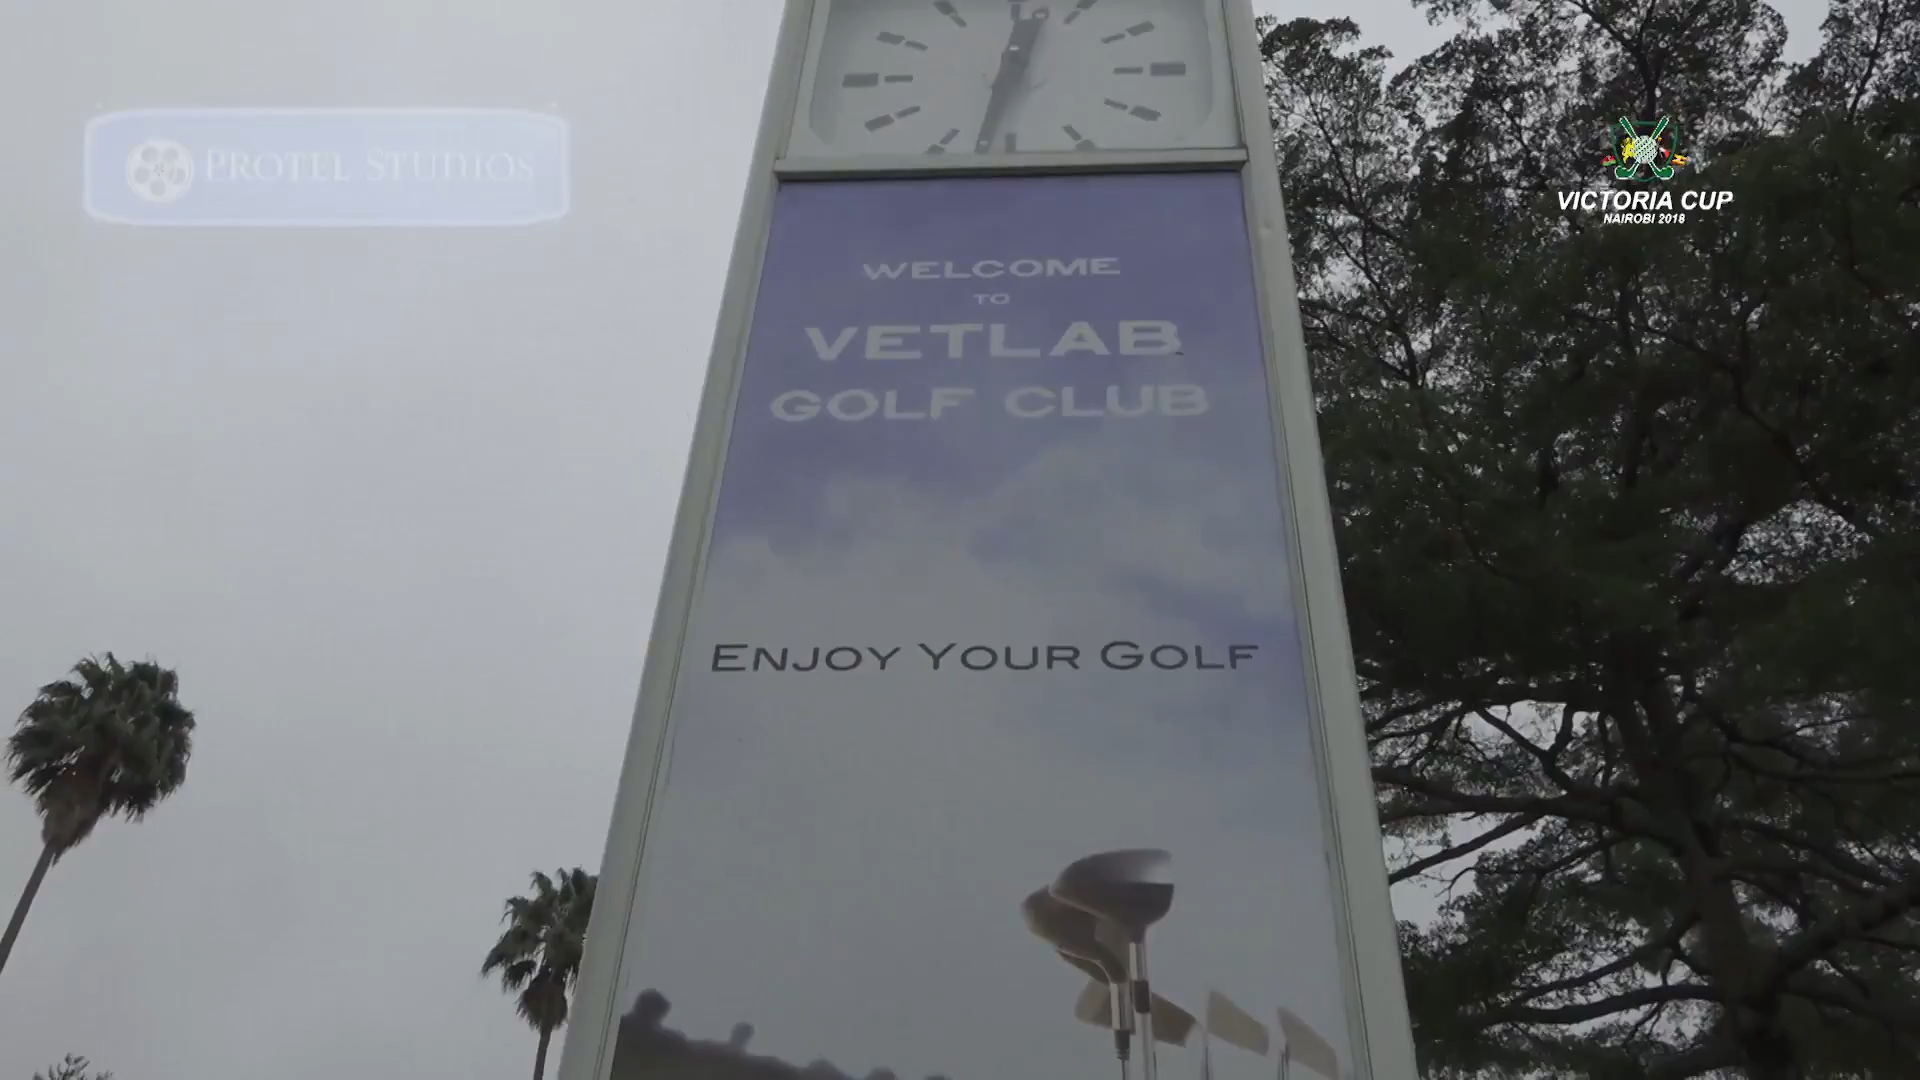 PROTEL STUDIOS
VICTORIA CUP
NAIROBI 2018
WELCOME
TO
VETLAB
GOLF CLUB
ENJOY YOUR GOLF